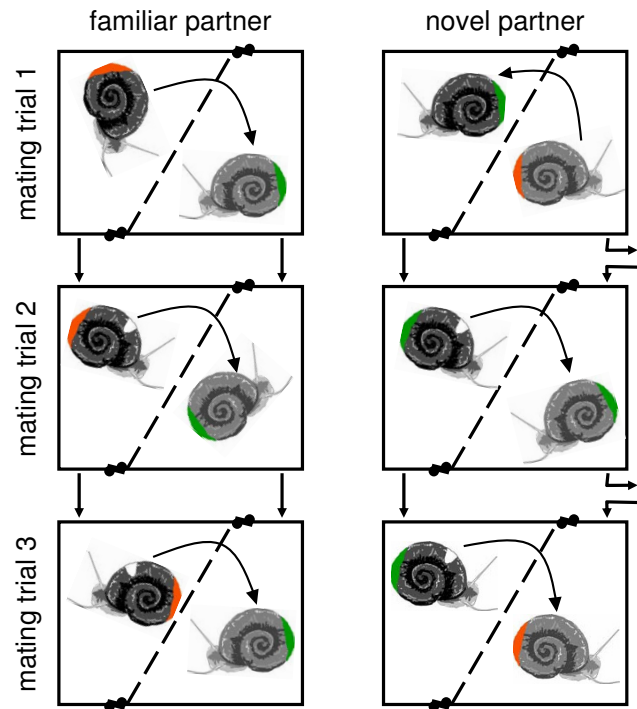 familiar partner
novel partner
mating trial 1
mating trial 2
mating trial 3